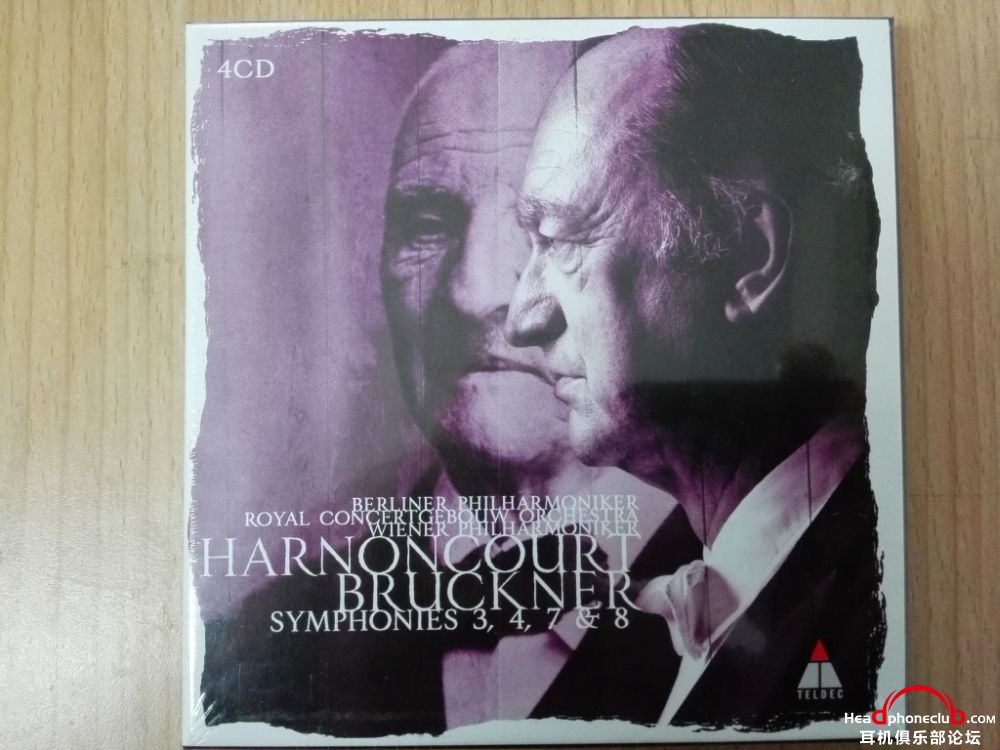 4CD
BERLINER PHILHARMONIKER
ROYAL CONCERTGEBOUW ORCHESTRA
WIENER PHILHARMONIKER
HARNONCOURT
BRUCKNER
SYMPHONIES 3, 4, 7 & 8
TELDEC
Headphoneclub.com
耳机俱乐部论坛